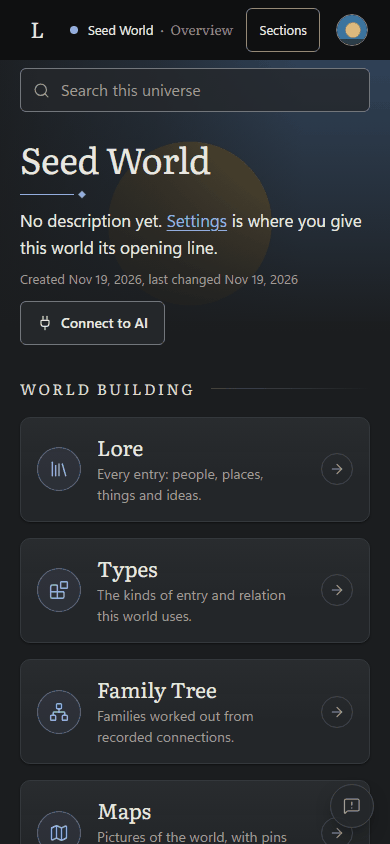 L
Seed World · Overview
Sections
Search this universe
Seed World
No description yet. Settings is where you give
this world its opening line.
Created Nov 19, 2026, last changed Nov 19, 2026
Connect to AI
WORLD BUILDING
Lore
Every entry: people, places,
things and ideas.
Types
The kinds of entry and relation
this world uses.
Family Tree
Families worked out from
recorded connections.
Maps
Pictures of the world, with pins